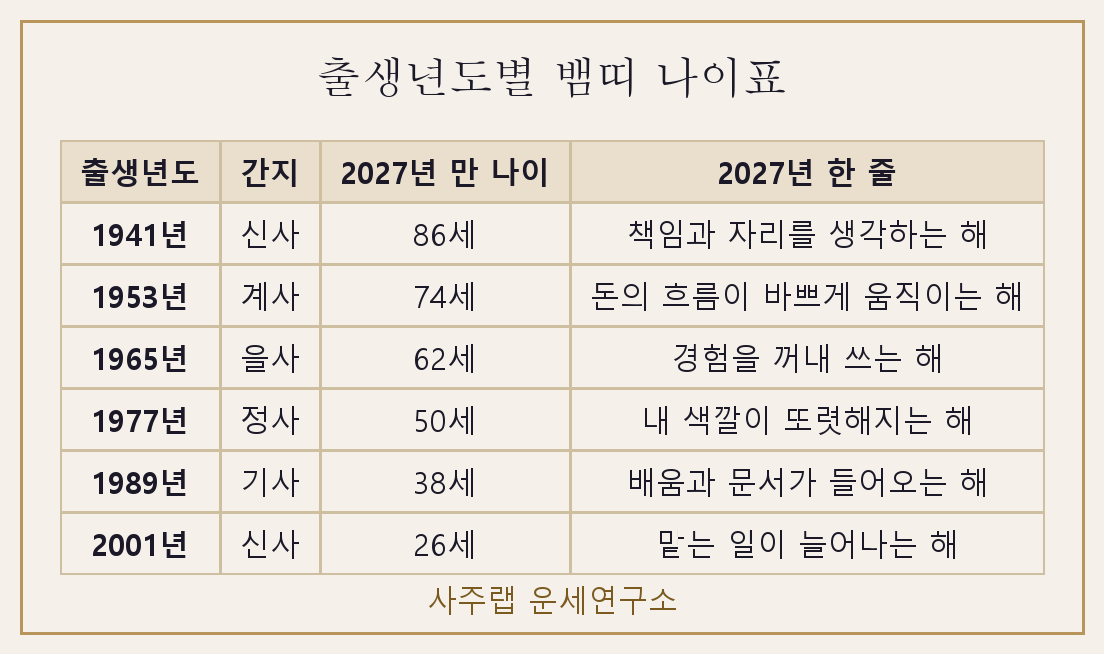 출생년도별 뱀띠 나이표
출생년도 간지 2027년 만 나이 2027년 한 줄
1941년 신사 86세 책임과 자리를 생각하는 해
1953년 계사 74세 돈의 흐름이 바쁘게 움직이는 해
1965년 을사 62세 경험을 꺼내 쓰는 해
1977년 정사 50세 내 색깔이 또렷해지는 해
1989년 기사 38세 배움과 문서가 들어오는 해
2001년 신사 26세 맡는 일이 늘어나는 해
사주랩 운세연구소